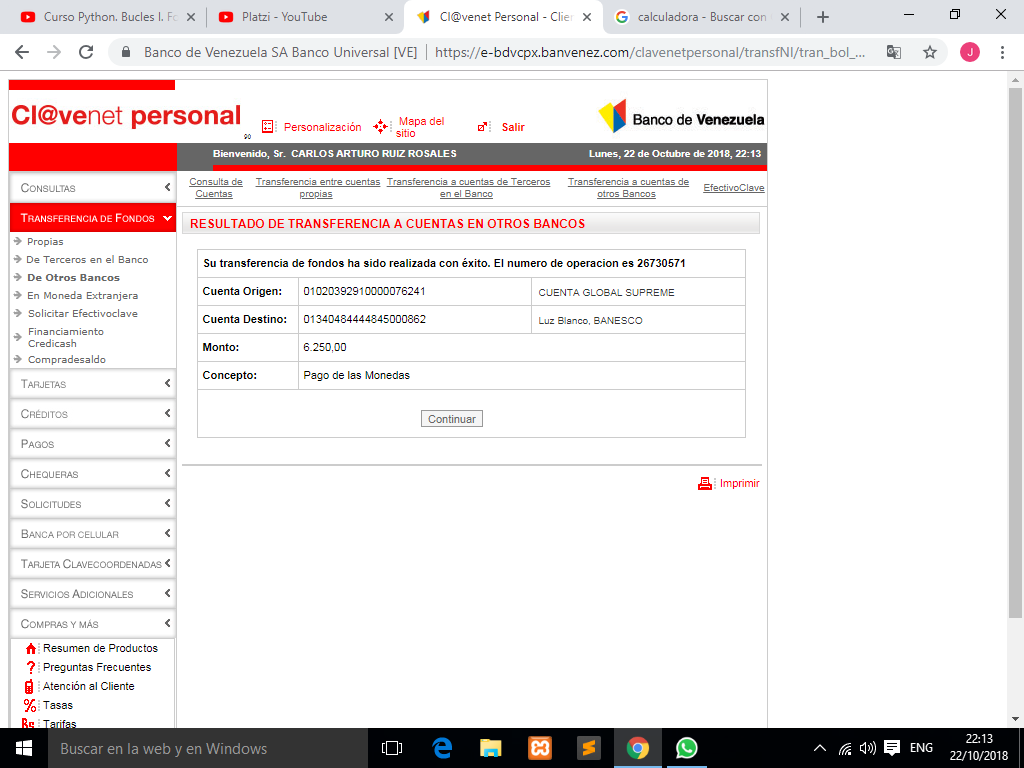 Curso Python. Bucles I. Fo
Platzi - YouTube
Cl@venet Personal - Clie
calculadora - Buscar con
Banco de Venezuela SA Banco Universal [VE]
https://e-bdvcpx.banvenez.com/clavenetpersonal/transfNI/tran_bol_...
J
Cl@venet personal
Personalización
Mapa del
sitio
Salir
Banco de Venezuela
Bienvenido, Sr. CARLOS ARTURO RUIZ ROSALES
Lunes, 22 de Octubre de 2018, 22:13
CONSULTAS
TRANSFERENCIA DE FONDOS
Propias
De Terceros en el Banco
De Otros Bancos
En Moneda Extranjera
Solicitar Efectivoclave
Financiamiento
Credicash
Compradesaldo
TARJETAS
CRÉDITOS
PAGOS
CHEQUERAS
SOLICITUDES
BANCA POR CELULAR
TARJETA CLAVECOORDENADAS
SERVICIOS ADICIONALES
COMPRAS Y MÁS
Resumen de Productos
Preguntas Frecuentes
Atención al Cliente
Tasas
Tarifas
Consulta de
Cuentas
Transferencia entre cuentas
propias
Transferencia a cuentas de Terceros
en el Banco
Transferencia a cuentas de
otros Bancos
EfectivoClave
RESULTADO DE TRANSFERENCIA A CUENTAS EN OTROS BANCOS
Su transferencia de fondos ha sido realizada con éxito. El numero de operacion es 26730571
Cuenta Origen: 01020392910000076241 CUENTA GLOBAL SUPREME
Cuenta Destino: 01340484444845000862 Luz Blanco, BANESCO
Monto: 6.250,00
Concepto: Pago de las Monedas
Continuar
Imprimir
Buscar en la web y en Windows
ENG
22:13
22/10/2018